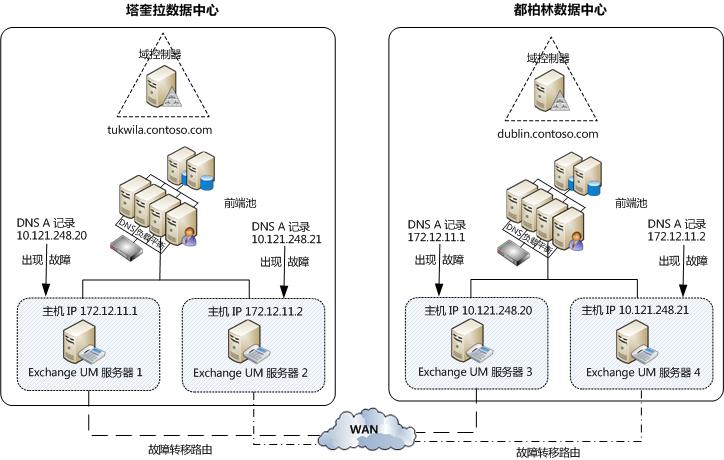 塔奎拉数据中心
域控制器
tukwila.contoso.com
前端池
DNS/负载平衡
DNS A 记录
10.121.248.20
出现 故障
DNS A 记录
10.121.248.21
出现 故障
主机 IP 172.12.11.1
Exchange UM 服务器 1
主机 IP 172.12.11.2
Exchange UM 服务器 2
都柏林数据中心
域控制器
dublin.contoso.com
前端池
DNS/负载平衡
DNS A 记录
172.12.11.1
出现 故障
DNS A 记录
172.12.11.2
出现 故障
主机 IP 10.121.248.20
Exchange UM 服务器 3
主机 IP 10.121.248.21
Exchange UM 服务器 4
WAN
故障转移路由
故障转移路由